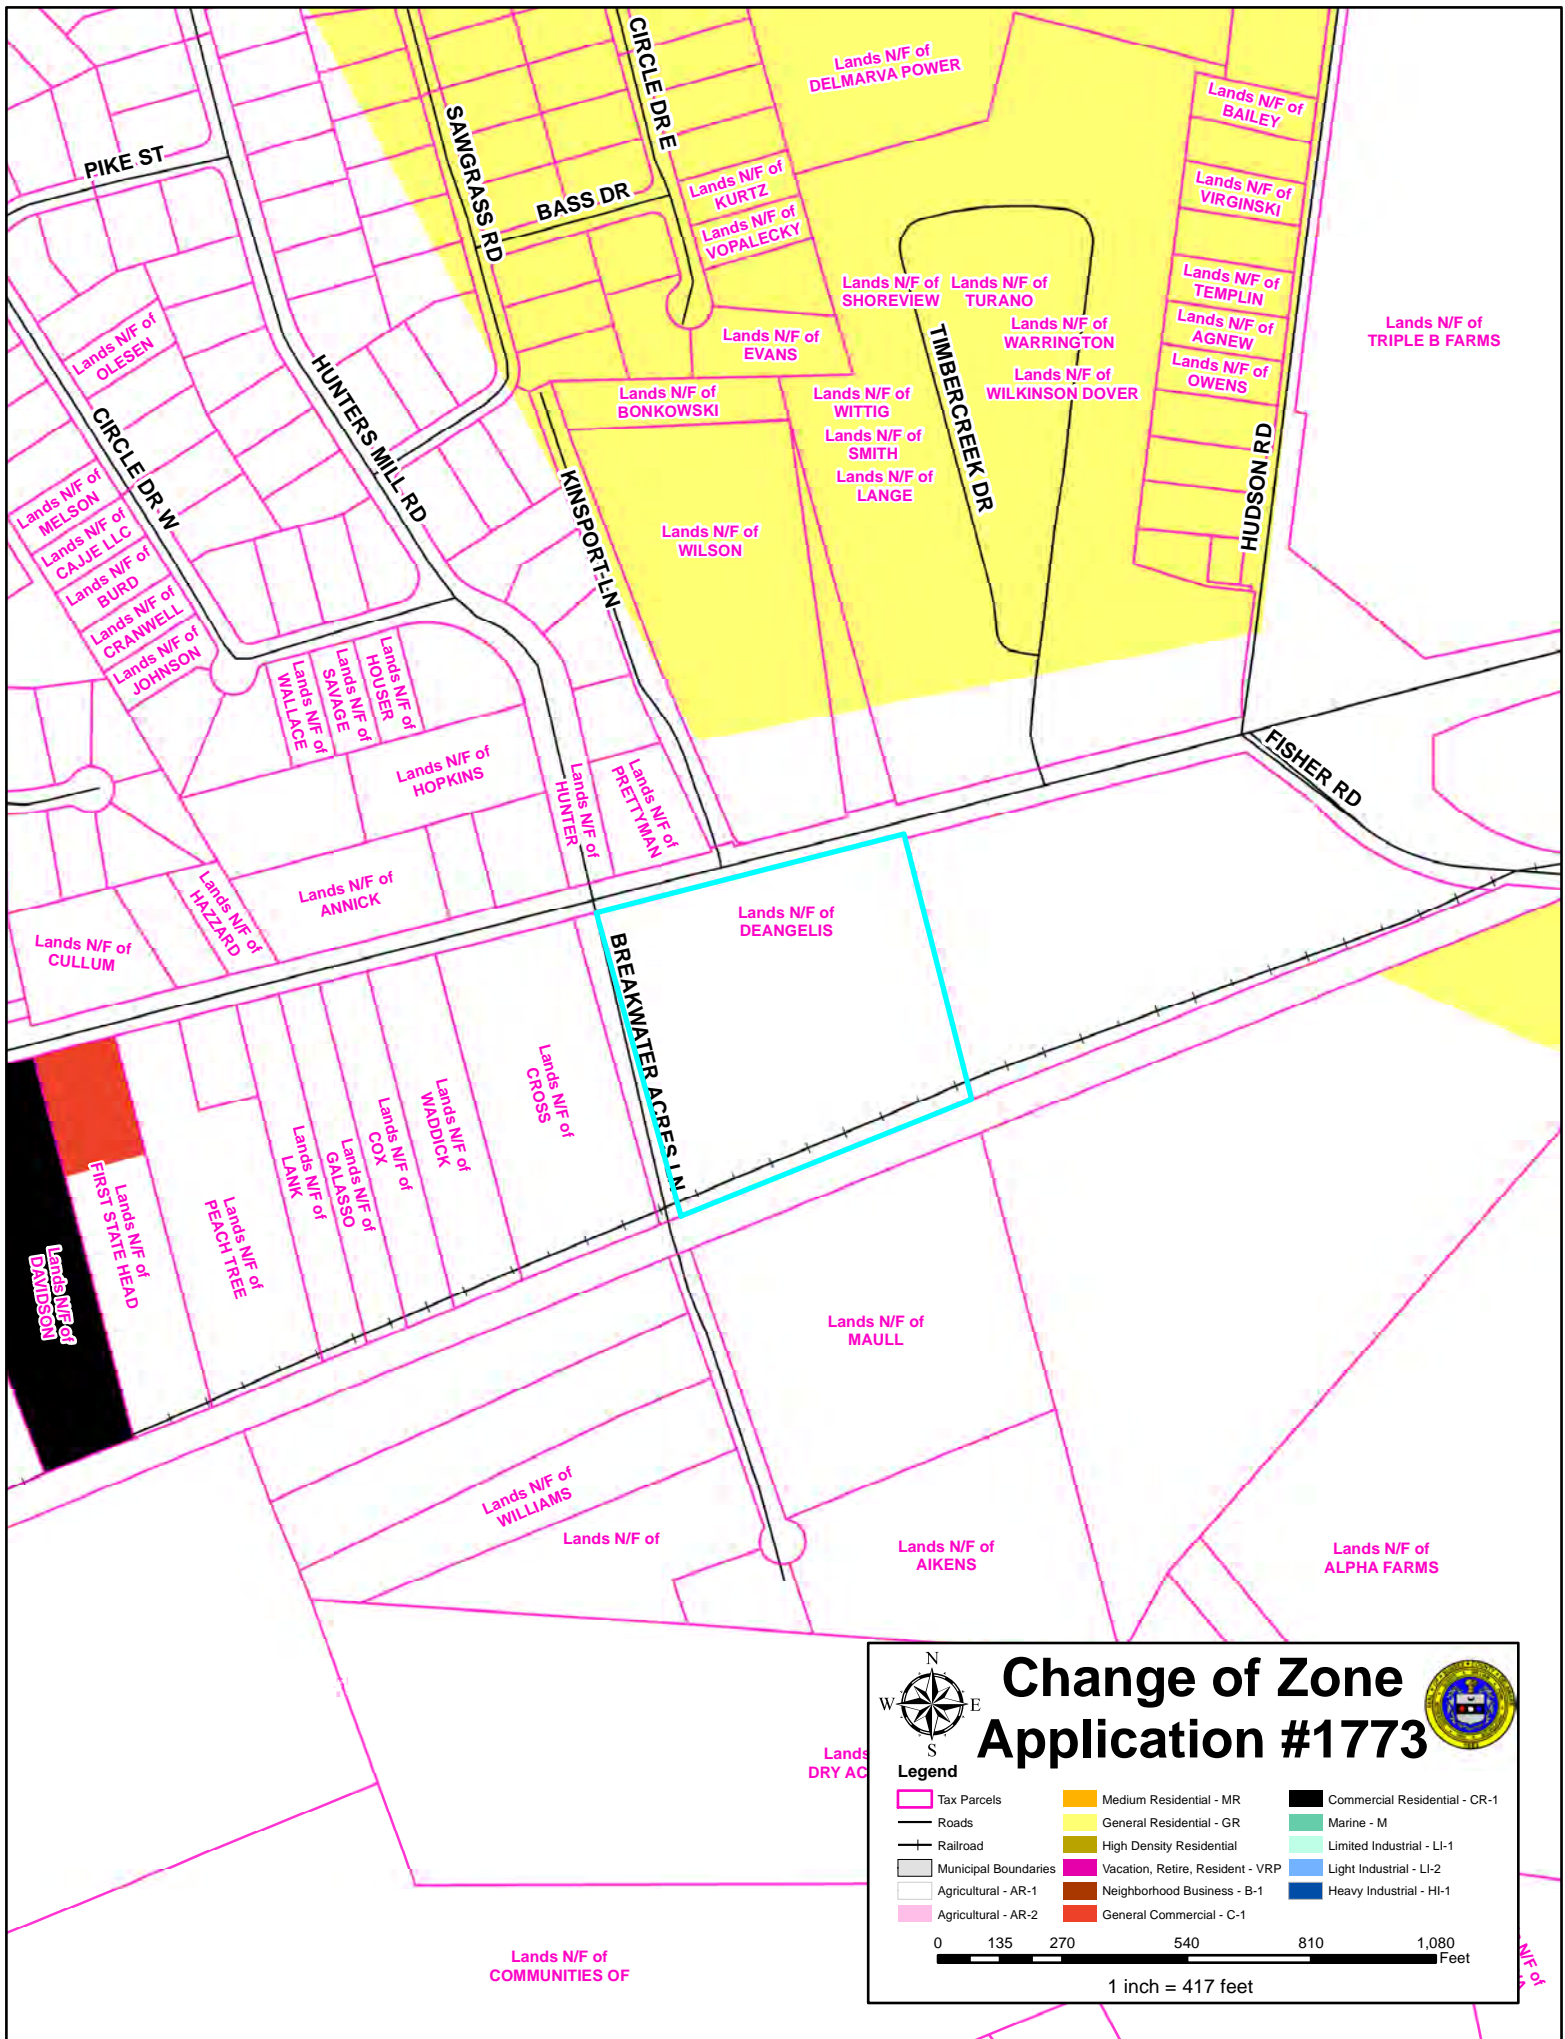 CIRCLE DR E
Lands N/F of
DELMARVA POWER
Lands N/F of
BAILEY
SAWGRASS RD
PIKE ST
BASS DR
Lands N/F of
KURTZ
Lands N/F of
VIRGINSKI
Lands N/F of
VOPALECKY
Lands N/F of
SHOREVIEW
Lands N/F of
TURANO
Lands N/F of
TEMPLIN
Lands N/F of
OLESEN
Lands N/F of
EVANS
TIMBERCREEK DR
Lands N/F of
WARRINGTON
Lands N/F of
AGNEW
Lands N/F of
TRIPLE B FARMS
HUNTERS MILL RD
Lands N/F of
BONKOWSKI
Lands N/F of
WITTIG
Lands N/F of
WILKINSON DOVER
Lands N/F of
OWENS
CIRCLE DR W
Lands N/F of
SMITH
Lands N/F of
LANGE
HUDSON RD
KINSPORT LN
Lands N/F of
MELSON
Lands N/F of
CAJJE LLC
Lands N/F of
BURD
Lands N/F of
CRANWELL
Lands N/F of
JOHNSON
Lands N/F of
WILSON
Lands N/F of
WALLACE
Lands N/F of
SAVAGE
Lands N/F of
HOUSER
Lands N/F of
HOPKINS
Lands N/F of
HUNTER
Lands N/F of
PRETTYMAN
FISHER RD
Lands N/F of
HAZZARD
Lands N/F of
ANNICK
Lands N/F of
CULLUM
Lands N/F of
DEANGELIS
BREAKWATER ACRES LN
Lands N/F of
CROSS
Lands N/F of
WADDICK
Lands N/F of
COX
Lands N/F of
GALASSO
Lands N/F of
LANK
Lands N/F of
PEACH TREE
Lands N/F of
FIRST STATE HEAD
Lands N/F of
DAVIDSON
Lands N/F of
MAULL
Lands N/F of
WILLIAMS
Lands N/F of
Lands N/F of
AIKENS
Lands N/F of
ALPHA FARMS
Lands
DRY AC
Lands N/F of
COMMUNITIES OF
N/F of
N
W
E
S
Change of Zone
Application #1773
Legend
Tax Parcels
Roads
Railroad
Municipal Boundaries
Agricultural - AR-1
Agricultural - AR-2
Medium Residential - MR
General Residential - GR
High Density Residential
Vacation, Retire, Resident - VRP
Neighborhood Business - B-1
General Commercial - C-1
Commercial Residential - CR-1
Marine - M
Limited Industrial - LI-1
Light Industrial - LI-2
Heavy Industrial - HI-1
0 135 270 540 810 1,080
Feet
1 inch = 417 feet